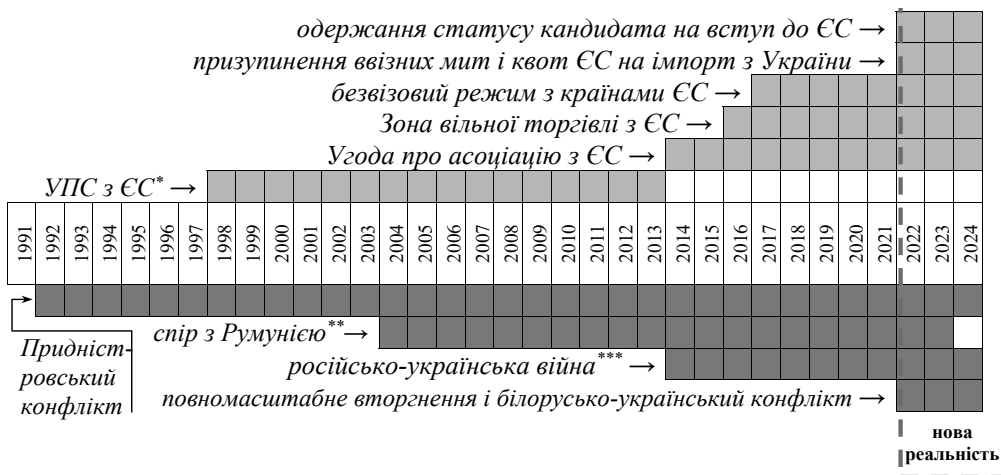 одержання статусу кандидата на вступ до ЄС →
призупинення ввізних мит і квот ЄС на імпорт з України →
безвізовий режим з країнами ЄС →
Зона вільної торгівлі з ЄС →
Угода про асоціацію з ЄС →
УПС з ЄС* →
1991 1992 1993 1994 1995 1996 1997 1998 1999 2000 2001 2002 2003 2004 2005 2006 2007 2008 2009 2010 2011 2012 2013 2014 2015 2016 2017 2018 2019 2020 2021 2022 2023 2024
спір з Румунією** →
Придніст-
ровський
конфлікт
російсько-українська війна*** →
повномасштабне вторгнення і білорусько-український конфлікт →
нова
реальність